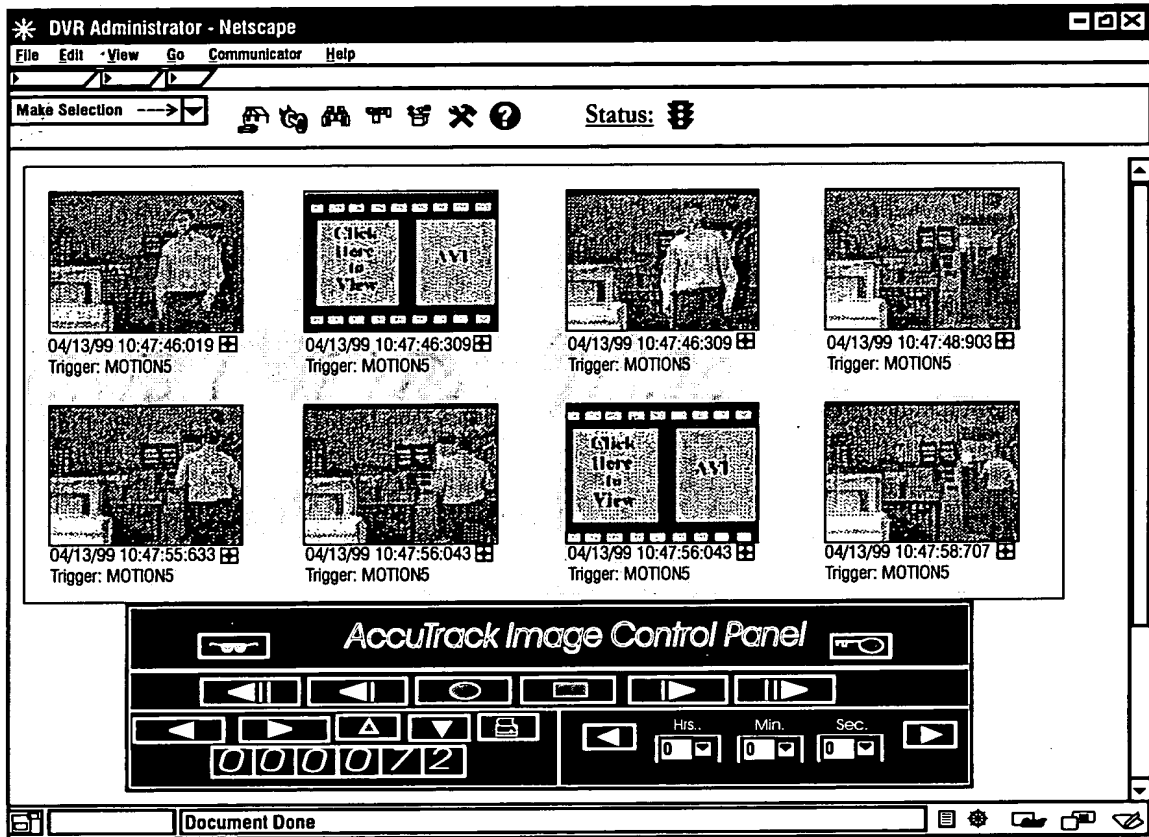 DVR Administrator - Netscape
File Edit View Go Communicator Help
Make Selection --->
Status:
Click
Here
to
View
AVI
04/13/99 10:47:46:019
Trigger: MOTION5
04/13/99 10:47:46:309
Trigger: MOTION5
04/13/99 10:47:46:309
Trigger: MOTION5
04/13/99 10:47:48:903
Trigger: MOTION5
Click
Here
to
View
AVI
04/13/99 10:47:55:633
Trigger: MOTION5
04/13/99 10:47:56:043
Trigger: MOTION5
04/13/99 10:47:56:043
Trigger: MOTION5
04/13/99 10:47:58:707
Trigger: MOTION5
AccuTrack Image Control Panel
Hrs.. Min. Sec.
0 0 0
000072
Document Done